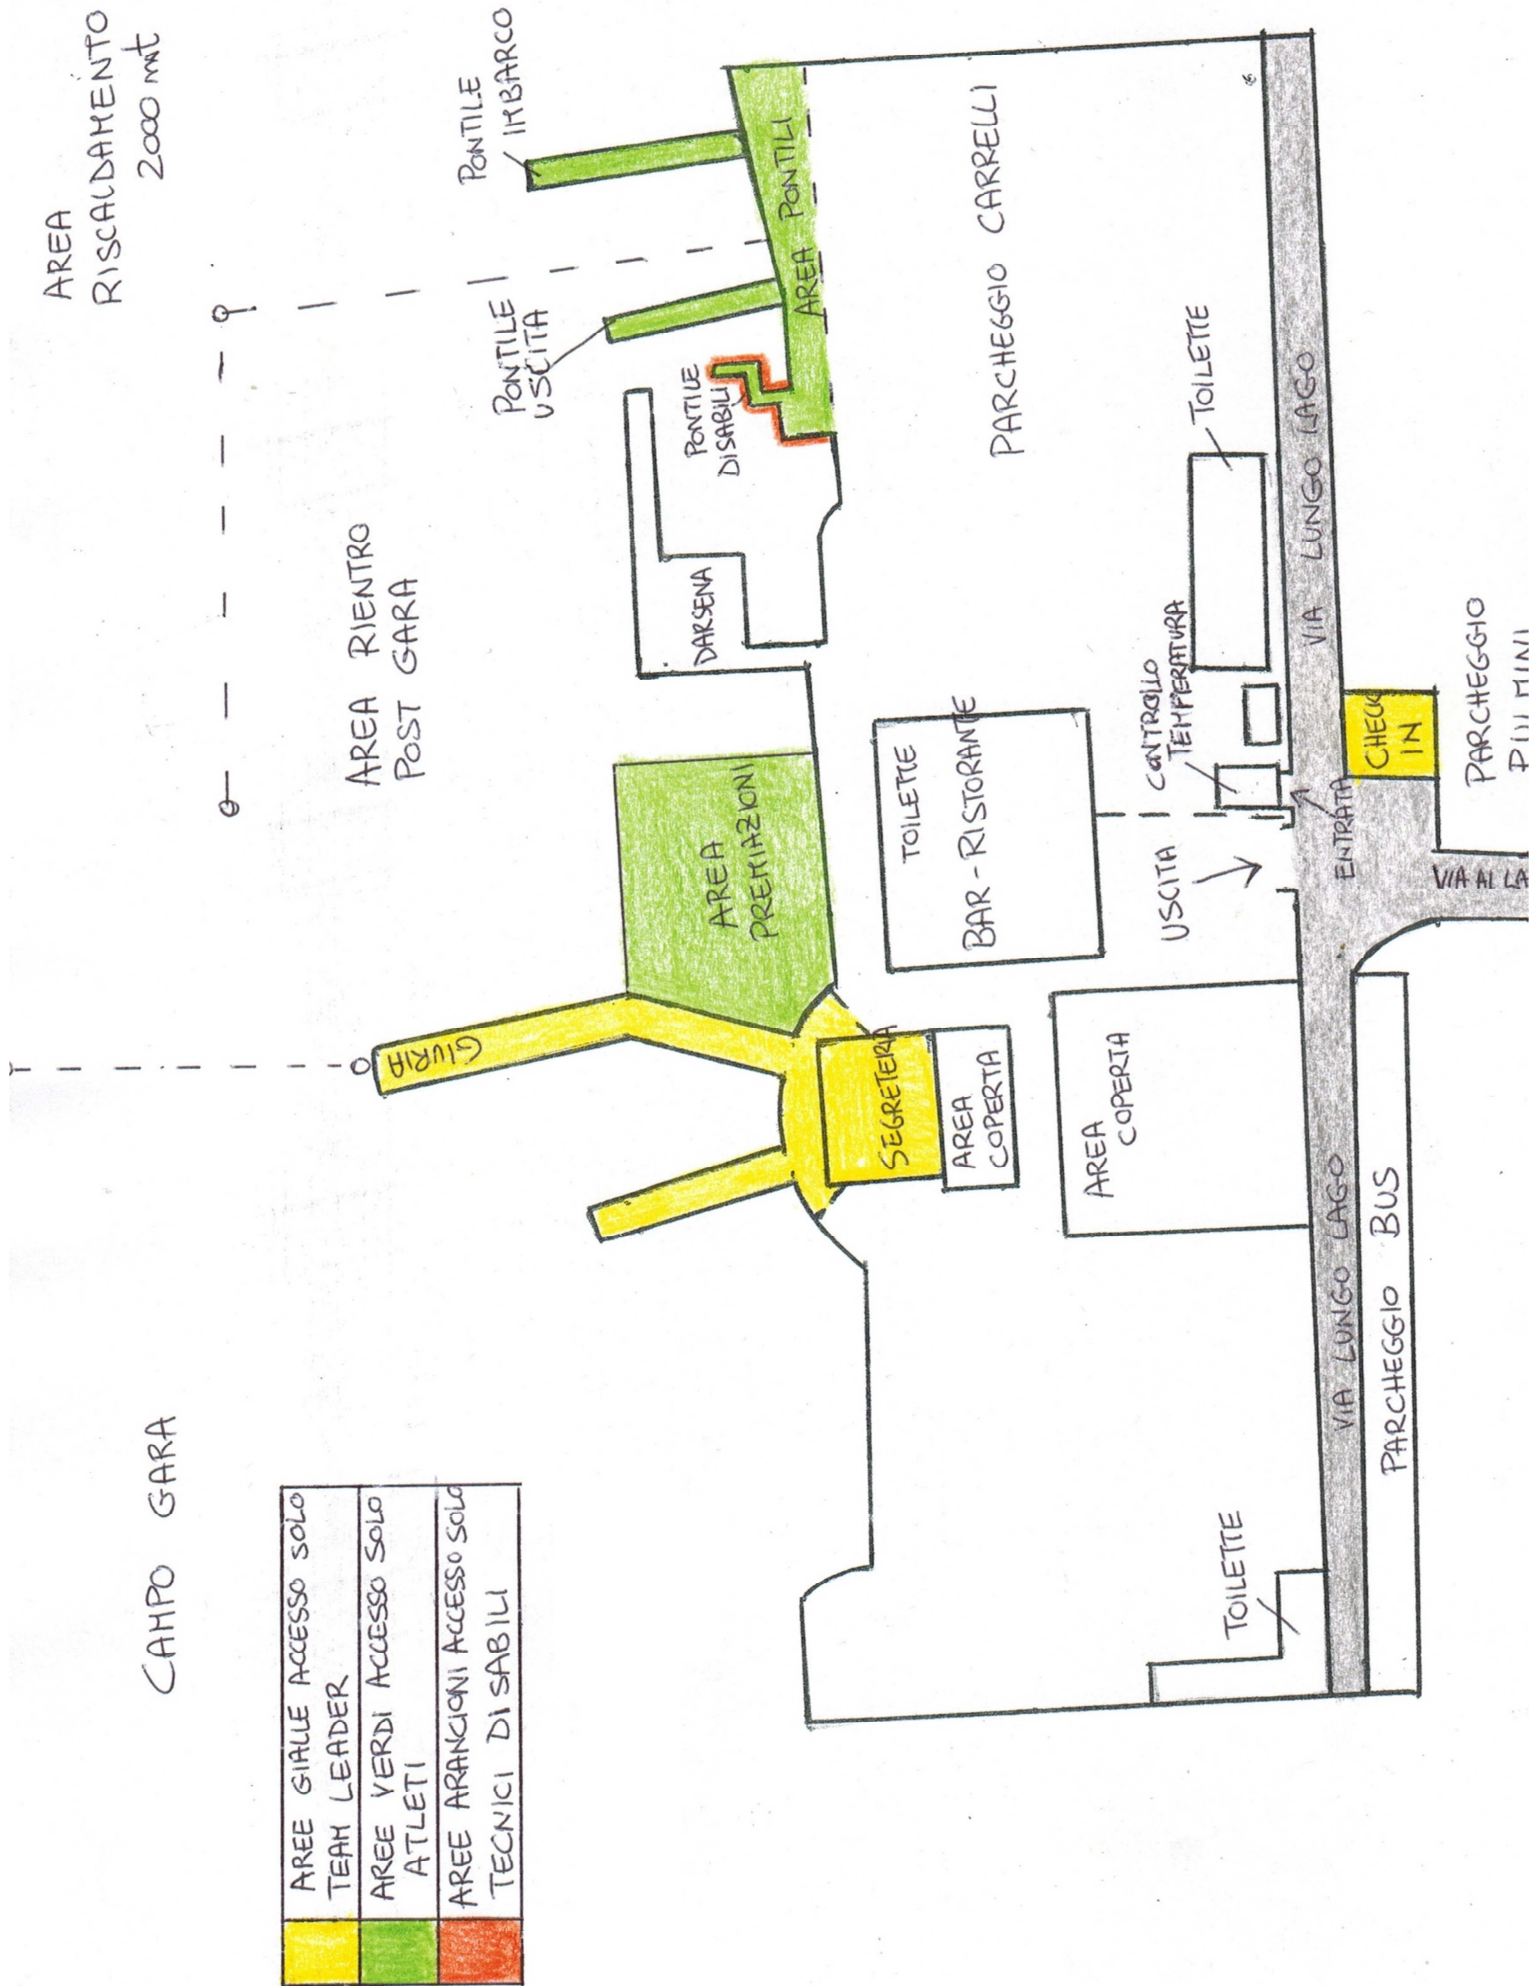 AREA
RISCALDAMENTO
2000 mt
PONTILE
IMBARCO
PONTILE
USCITA
PONTILE
DISABILI
AREA PONTILI
PARCHEGGIO CARRELLI
AREA RIENTRO
POST GARA
DARSENA
TOILETTE
CONTROLLO
TEMPERATURA
VIA LUNGO LAGO
CHECK
IN
PARCHEGGIO
ENTRATA
VIA AL LA
USCITA
TOILETTE
BAR-RISTORANTE
AREA
PREMIAZIONI
GIURIA
SEGRETERIA
AREA
COPERTA
AREA
COPERTA
VIA LUNGO LAGO
PARCHEGGIO BUS
TOILETTE
CAMPO GARA
AREE GIALLE ACCESSO SOLO
TEAM LEADER
AREE VERDI ACCESSO SOLO
ATLETI
AREE ARANCIONI ACCESSO SOLO
TECNICI DISABILI